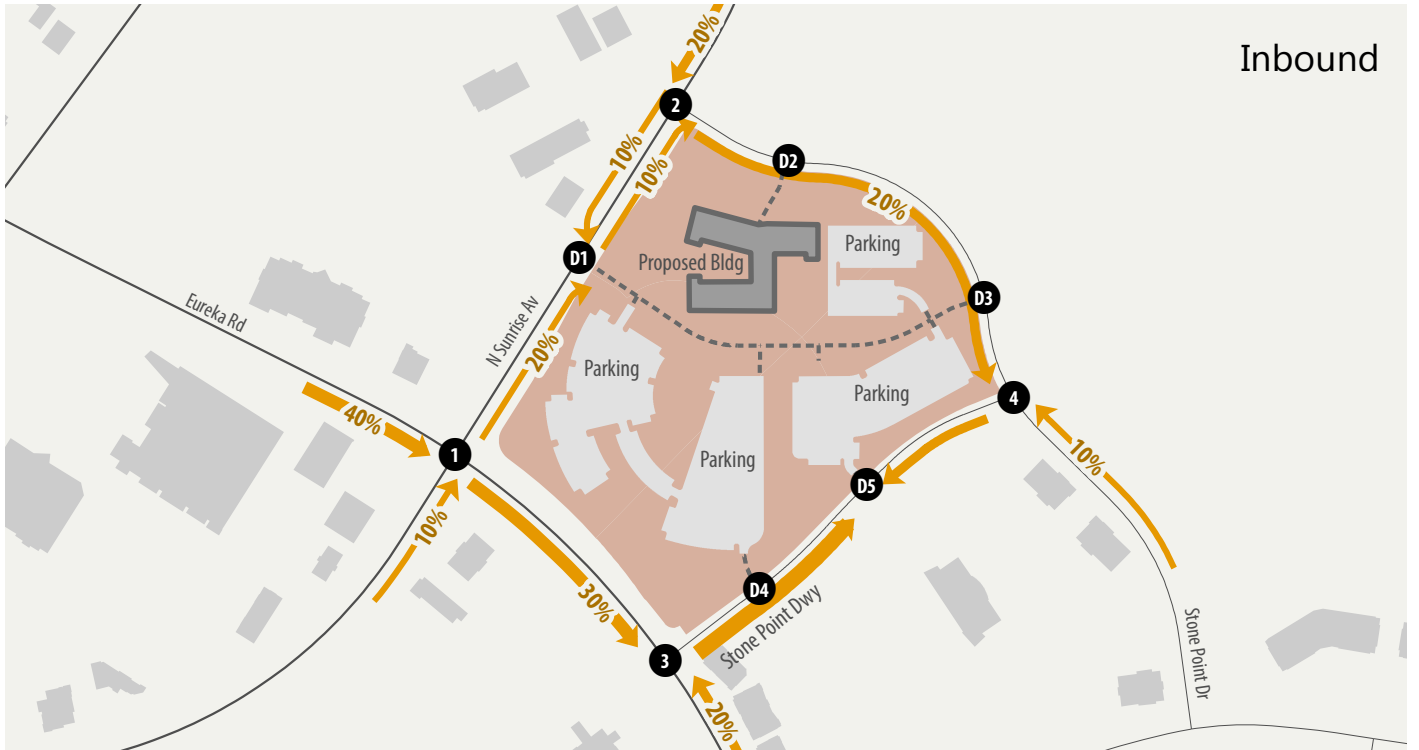 20%
Inbound
2
10%
10%
D2
20%
Parking
D1
Proposed Bldg
D3
Eureka Rd
N Sunrise Av
20%
Parking
Parking
4
40%
1
Parking
10%
D5
10%
30%
D4
Stone Point Dwy
3
Stone Point Dr
20%